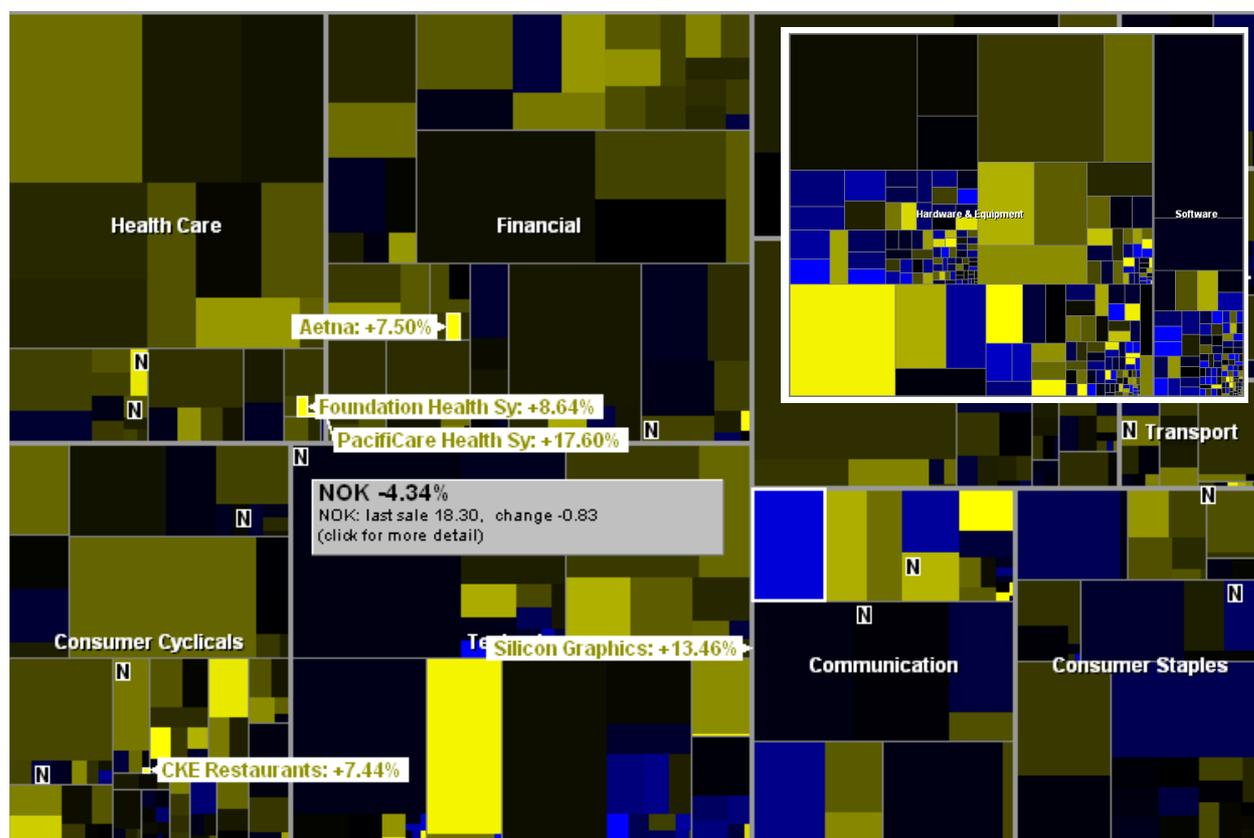 Hardware & Equipment
Software
Health Care
Financial
Aetna: +7.50%
N
N
Foundation Health Sy: +8.64%
PacifiCare Health Sy: +17.60%
N
N
Transport
N
NOK -4.34%
NOK: last sale 18.30, change -0.83
(click for more detail)
N
N
N
N
N
Consumer Cyclicals
Silicon Graphics: +13.46%
Communication
Consumer Staples
N
N
CKE Restaurants: +7.44%